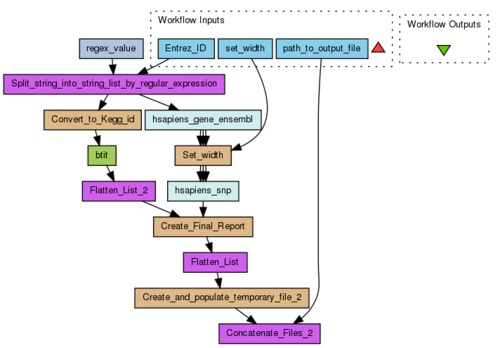 Workflow Inputs
Workflow Outputs
regex_value
Entrez_ID
set_width
path_to_output_file
Split_string_into_string_list_by_regular_expression
Convert_to_Kegg_id
hsapiens_gene_ensembl
btit
Set_width
Flatten_List_2
hsapiens_snp
Create_Final_Report
Flatten_List
Create_and_populate_temporary_file_2
Concatenate_Files_2